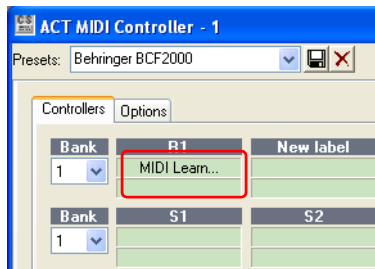 ACT MIDI Controller - 1
Presets: Behringer BCF2000
Controllers Options
Bank R1 New label
1 MIDI Learn...
Bank S1 S2
1